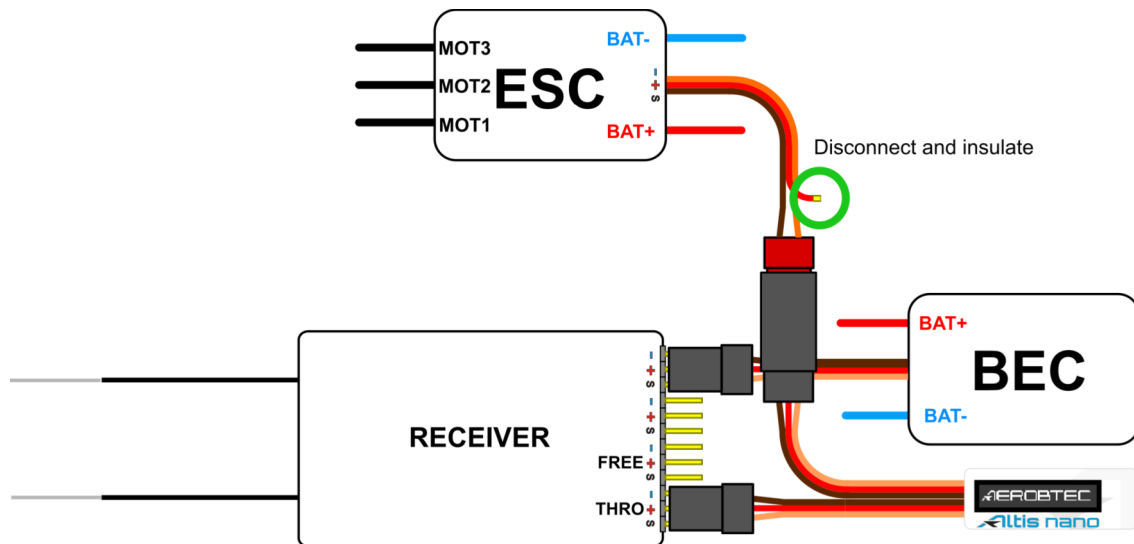 MOT3
BAT-
-
+
s
MOT2
ESC
MOT1
BAT+
Disconnect and insulate
BAT+
BEC
BAT-
-
+
s
-
+
s
RECEIVER
-
FREE +
s
-
THRO +
s
AEROBTEC
Altis nano